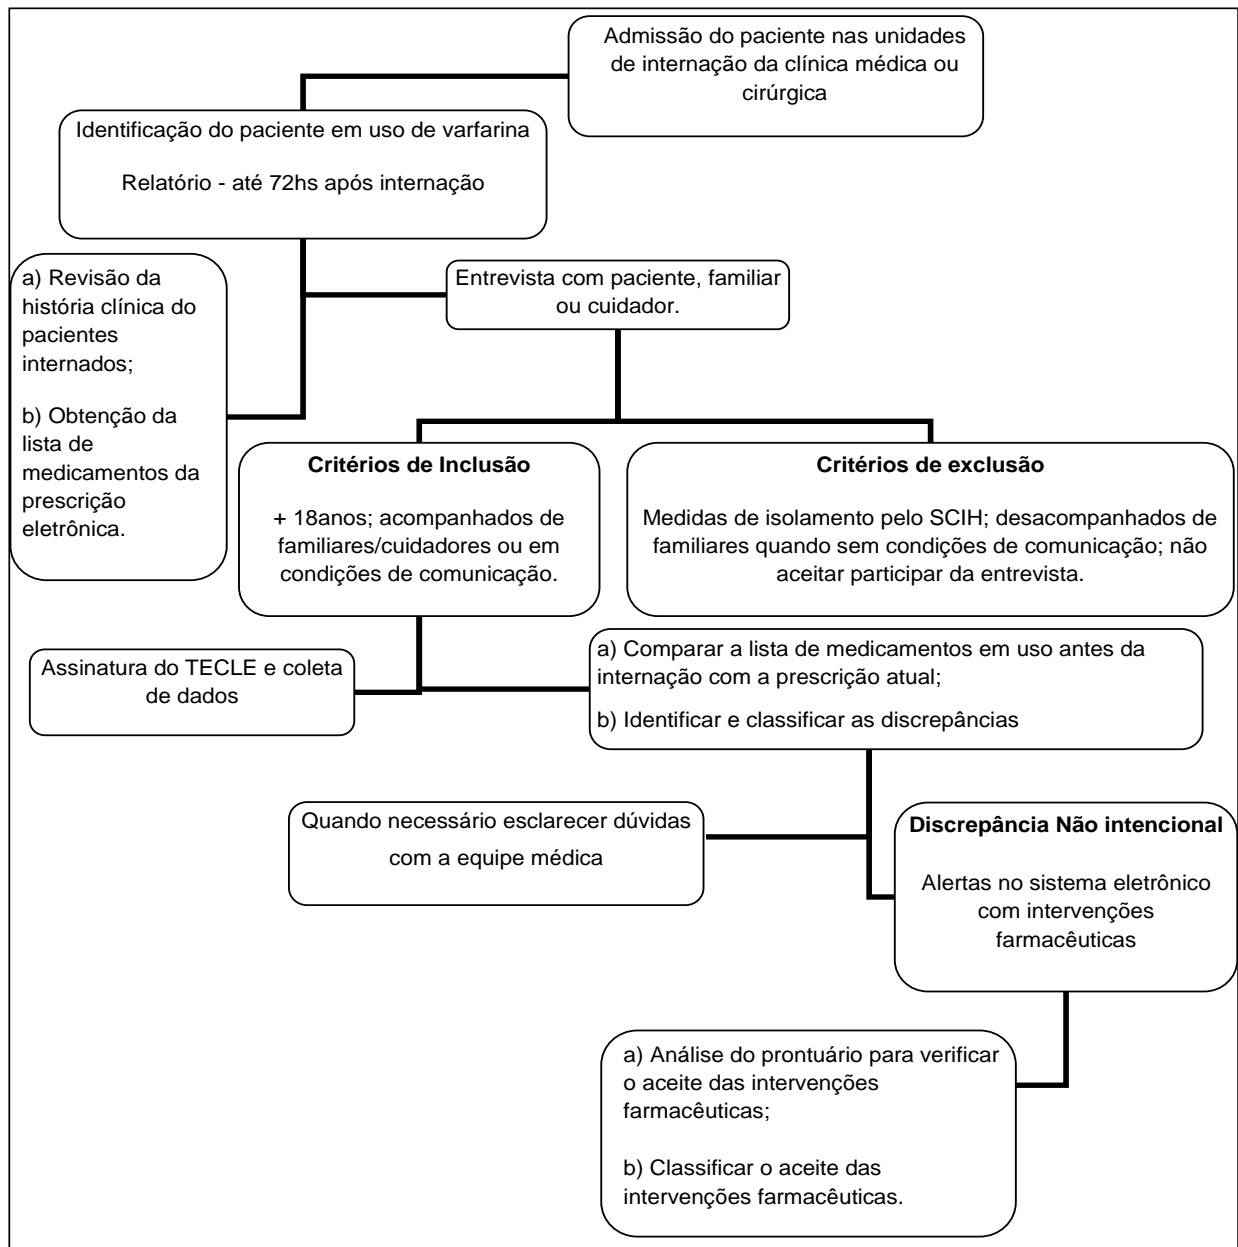 Admissão do paciente nas unidades
de internação da clínica médica ou
cirúrgica
Identificação do paciente em uso de varfarina
Relatório - até 72hs após internação
a) Revisão da
história clínica do
pacientes
internados;
b) Obtenção da
lista de
medicamentos da
prescrição
eletrônica.
Entrevista com paciente, familiar
ou cuidador.
Critérios de Inclusão
+ 18anos; acompanhados de
familiares/cuidadores ou em
condições de comunicação.
Critérios de exclusão
Medidas de isolamento pelo SCIH; desacompanhados de
familiares quando sem condições de comunicação; não
aceitar participar da entrevista.
Assinatura do TECLE e coleta
de dados
a) Comparar a lista de medicamentos em uso antes da
internação com a prescrição atual;
b) Identificar e classificar as discrepâncias
Quando necessário esclarecer dúvidas
com a equipe médica
Discrepância Não intencional
Alertas no sistema eletrônico
com intervenções
farmacêuticas
a) Análise do prontuário para verificar
o aceite das intervenções
farmacêuticas;
b) Classificar o aceite das
intervenções farmacêuticas.